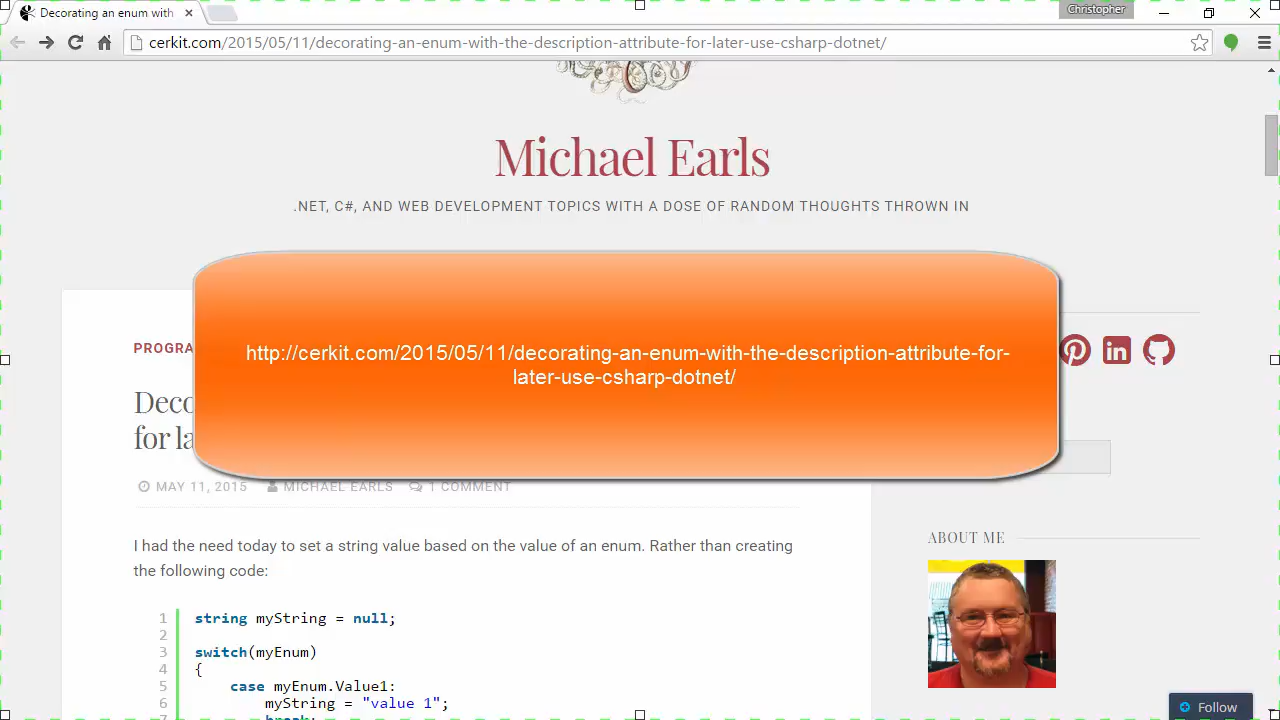 Decorating an enum with
Christopher
cerkit.com/2015/05/11/decorating-an-enum-with-the-description-attribute-for-later-use-csharp-dotnet/
Michael Earls
.NET, C#, AND WEB DEVELOPMENT TOPICS WITH A DOSE OF RANDOM THOUGHTS THROWN IN
http://cerkit.com/2015/05/11/decorating-an-enum-with-the-description-attribute-for-
later-use-csharp-dotnet/
PROGRA
Deco
for la
MAY 11, 2015 MICHAEL EARLS 1 COMMENT
I had the need today to set a string value based on the value of an enum. Rather than creating
the following code:
1 string myString = null;
2
3 switch(myEnum)
4 {
5 case myEnum.Value1:
6 myString = "value 1";
7 break;
ABOUT ME
Follow